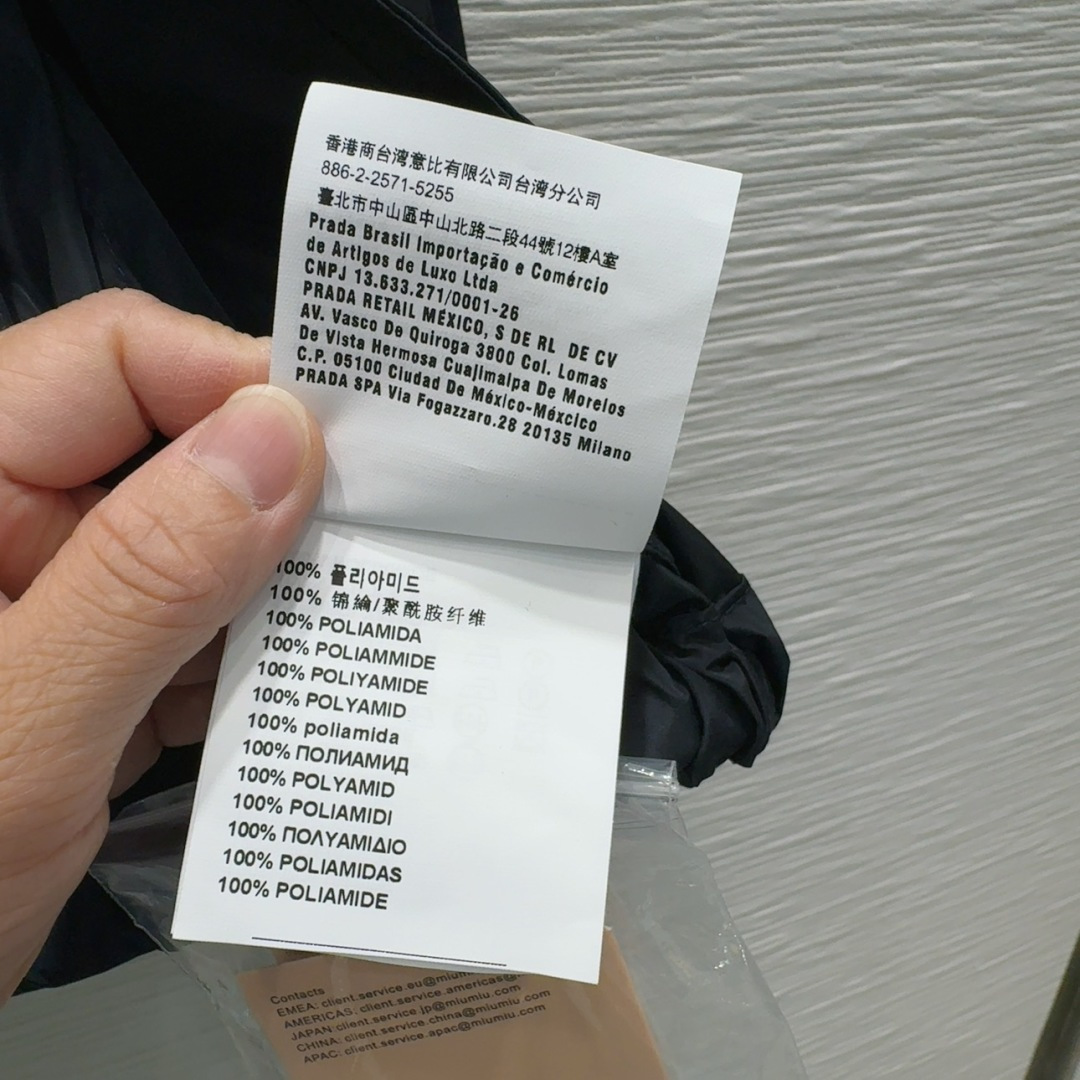 香港商台湾意比有限公司台湾分公司
886-2-2571-5255
臺北市中山區中山北路二段44號12樓A室
Prada Brasil Importação e Comércio
de Artigos de Luxo Ltda
CNPJ 13.633.271/0001-26
PRADA RETAIL MÉXICO, S DE RL DE CV
AV. Vasco De Quiroga 3800 Col. Lomas
De Vista Hermosa Cuajimalpa De Morelos
C.P. 05100 Ciudad De México-Méxcico
PRADA SPA Via Fogazzaro.28 20135 Milano
100% 폴리아미드
100% 锦綸/聚酰胺纤维
100% POLIAMIDA
100% POLIAMMIDE
100% POLIYAMIDE
100% POLYAMID
100% poliamida
100% ПОЛИАМИД
100% POLYAMID
100% POLIAMIDI
100% ΠΟΛΥΑΜΙΔΙΟ
100% POLIAMIDAS
100% POLIAMIDE
Contacts
EMEA: client.service.eu@mium
AMERICAS: client.service.americas@
JAPAN:client.service.jp@miumiu.com
CHINA: client.service.china@miumiu.com
APAC: client.service.apac@miumiu.com